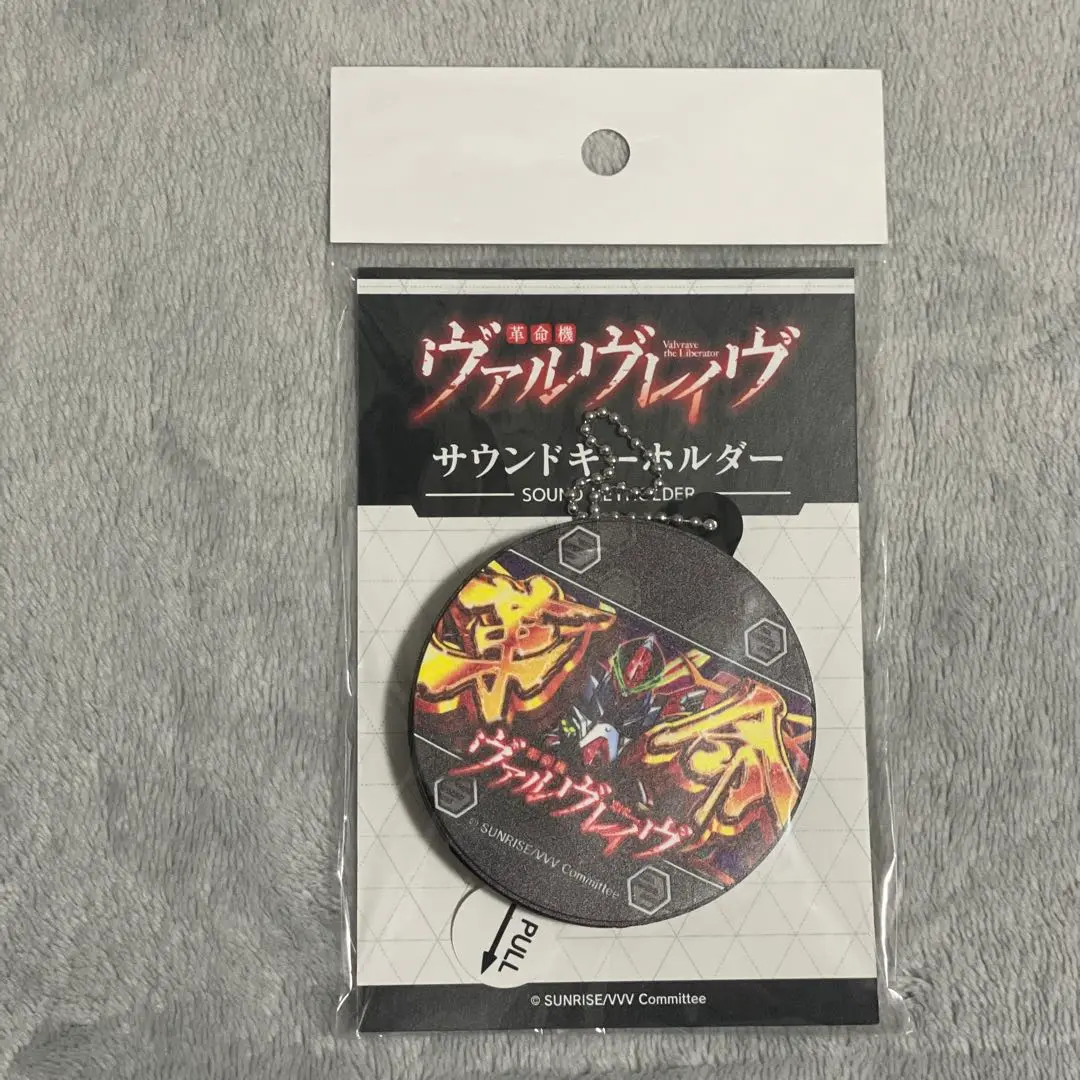 革命機
ヴァルヴレイヴ
Valvrave
the Liberator
サウンドキーホルダー
SOUND KEYHOLDER
革命
ヴァルヴレイヴ
© SUNRISE/VVV Committee
PULL
© SUNRISE/VVV Committee